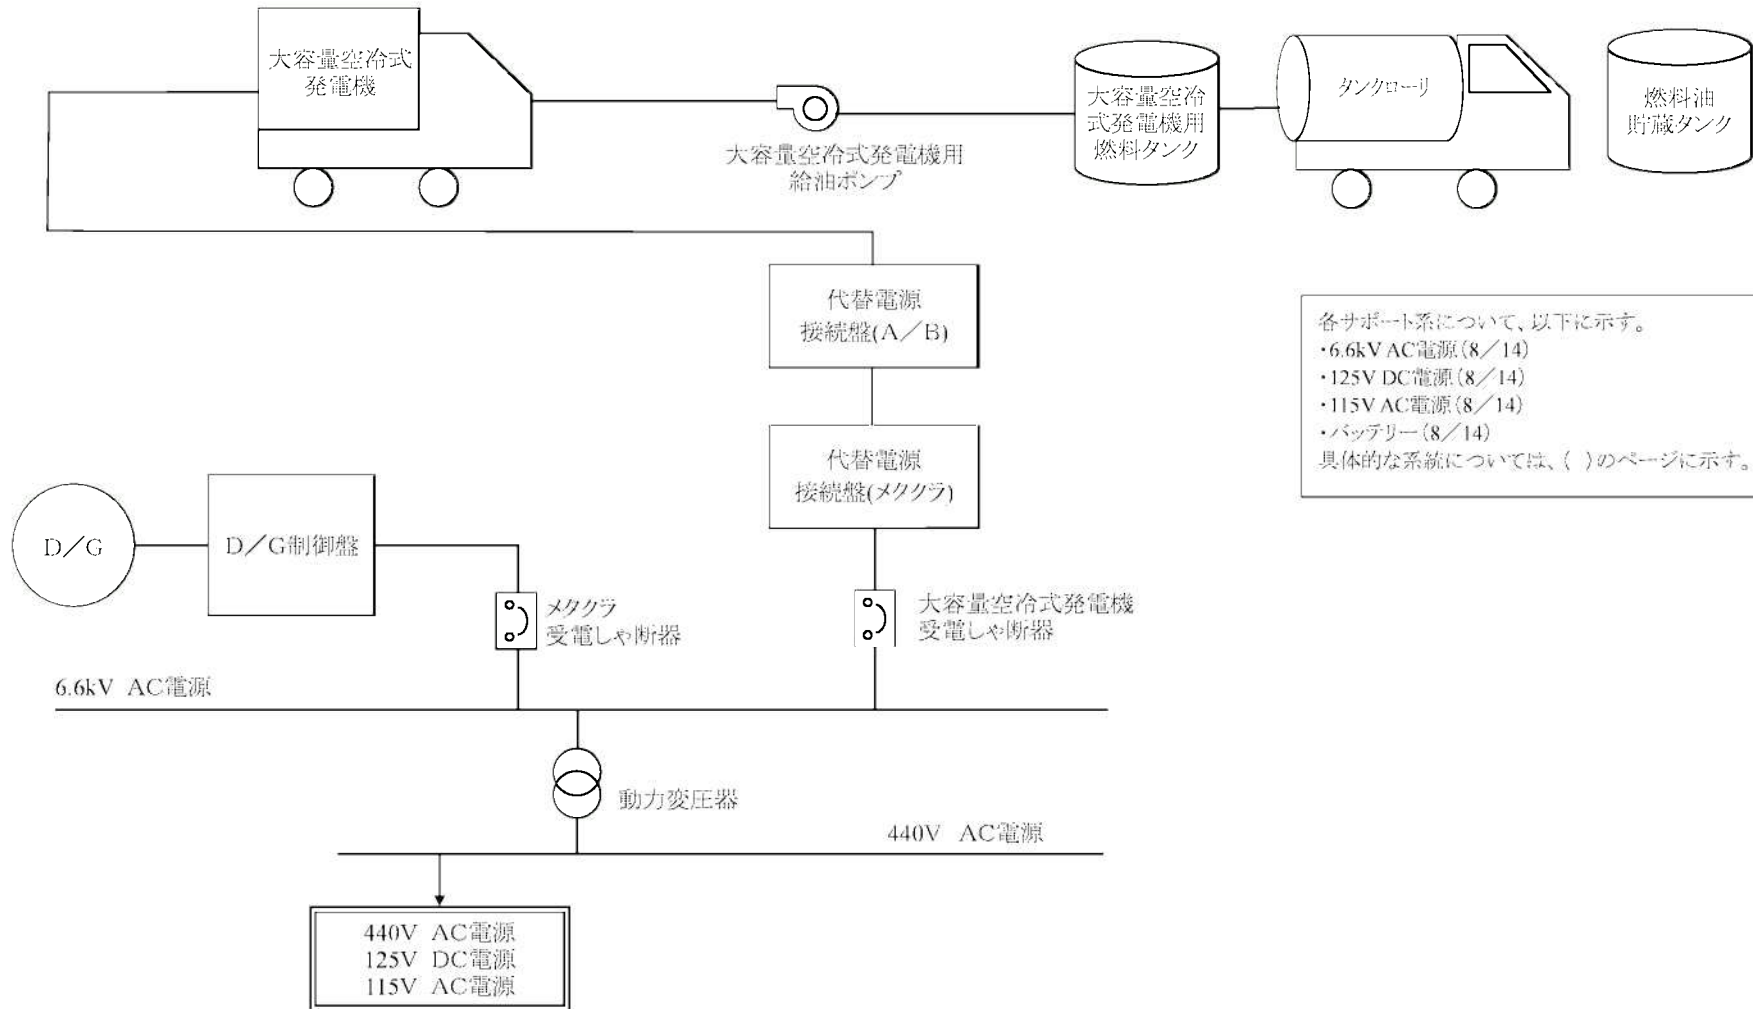 大容量空冷式
発電機
大容量空冷式発電機用
給油ポンプ
大容量空冷
式発電機用
燃料タンク
タンクローリ
燃料油
貯蔵タンク
代替電源
接続盤(A/B)
各サポート系について、以下に示す。
・6.6kV AC電源(8/14)
・125V DC電源(8/14)
・115V AC電源(8/14)
・バッテリー(8/14)
具体的な系統については、( )のページに示す。
代替電源
接続盤(メタクラ)
D/G
D/G制御盤
メタクラ
受電しゃ断器
大容量空冷式発電機
受電しゃ断器
6.6kV AC電源
動力変圧器
440V AC電源
440V AC電源
125V DC電源
115V AC電源